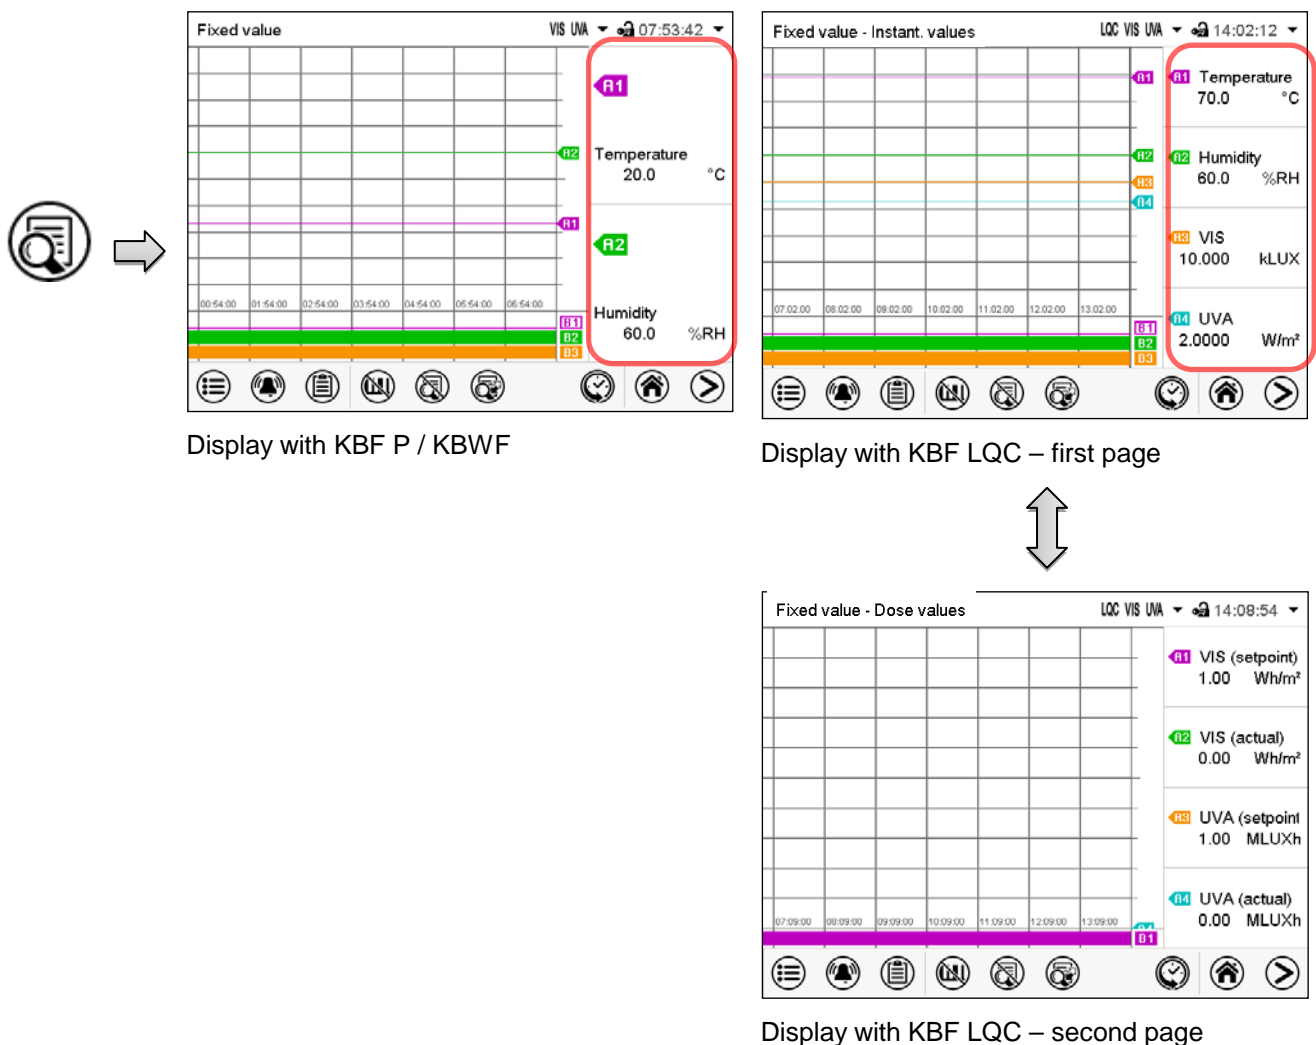 Fixed value
VIS UVA
07:53:42
A1
Temperature
20.0 °C
A2
A1
A2
Humidity
60.0 %RH
00:54:00 01:54:00 02:54:00 03:54:00 04:54:00 05:54:00 06:54:00
B1
B2
B3
Display with KBF P / KBWF
Fixed value - Instant. values
LQC VIS UVA
14:02:12
A1
A1 Temperature
70.0 °C
A2
A2 Humidity
60.0 %RH
A3
A4
A3 VIS
10.000 kLUX
A4 UVA
2.0000 W/m²
07:02:00 08:02:00 09:02:00 10:02:00 11:02:00 12:02:00 13:02:00
B1
B2
B3
Display with KBF LQC – first page
Fixed value - Dose values
LQC VIS UVA
14:08:54
A1 VIS (setpoint)
1.00 Wh/m²
A2 VIS (actual)
0.00 Wh/m²
A3 UVA (setpoint
1.00 MLUXh
A4 UVA (actual)
0.00 MLUXh
07:09:00 08:09:00 09:09:00 10:09:00 11:09:00 12:09:00 13:09:00
B1
Display with KBF LQC – second page